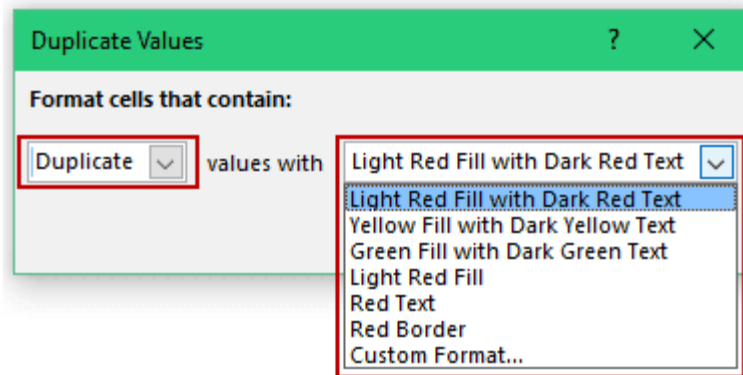 Duplicate Values ? ×
Format cells that contain:
Duplicate values with Light Red Fill with Dark Red Text
Light Red Fill with Dark Red Text
Yellow Fill with Dark Yellow Text
Green Fill with Dark Green Text
Light Red Fill
Red Text
Red Border
Custom Format...